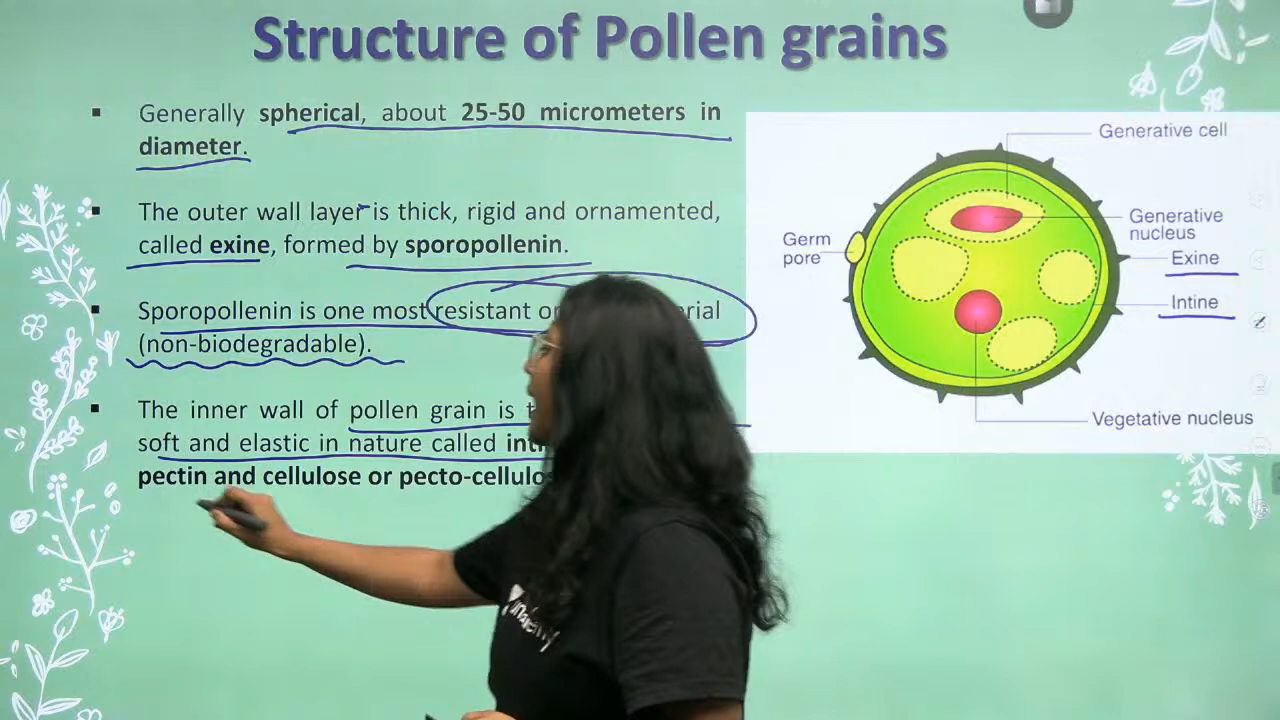 Structure of Pollen grains
▪ Generally spherical, about 25-50 micrometers in
diameter.
▪ The outer wall layer is thick, rigid and ornamented,
called exine, formed by sporopollenin.
▪ Sporopollenin is one most resistant
(non-biodegradable).
▪ The inner wall of pollen grain is
soft and elastic in nature called
pectin and cellulose or
Generative cell
Generative
nucleus
Germ
pore
Exine
Intine
Vegetative nucleus